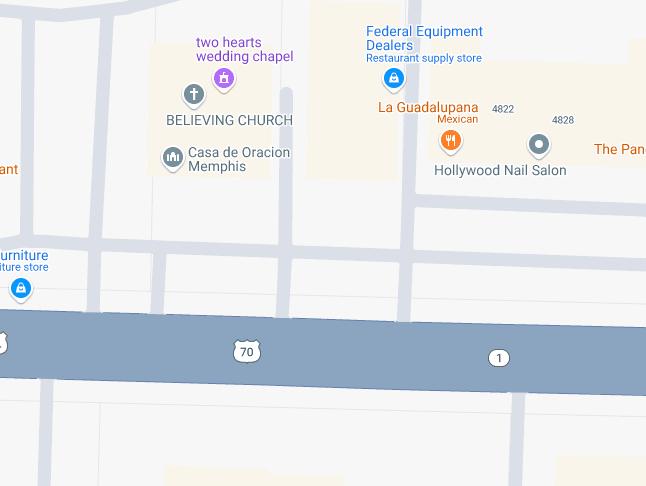 two hearts
wedding chapel
Federal Equipment
Dealers
Restaurant supply store
BELIEVING CHURCH
La Guadalupana
Mexican
4822
4828
Casa de Oracion
Memphis
Hollywood Nail Salon
The Pan
ant
urniture
iture store
70
1